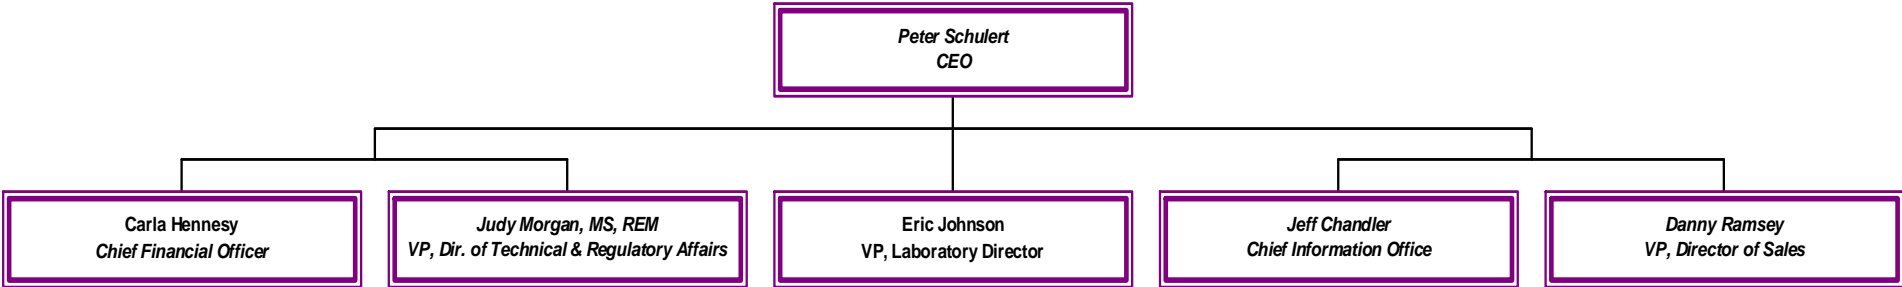 Peter Schulert
CEO
Carla Hennesy
Chief Financial Officer
Judy Morgan, MS, REM
VP, Dir. of Technical & Regulatory Affairs
Eric Johnson
VP, Laboratory Director
Jeff Chandler
Chief Information Office
Danny Ramsey
VP, Director of Sales